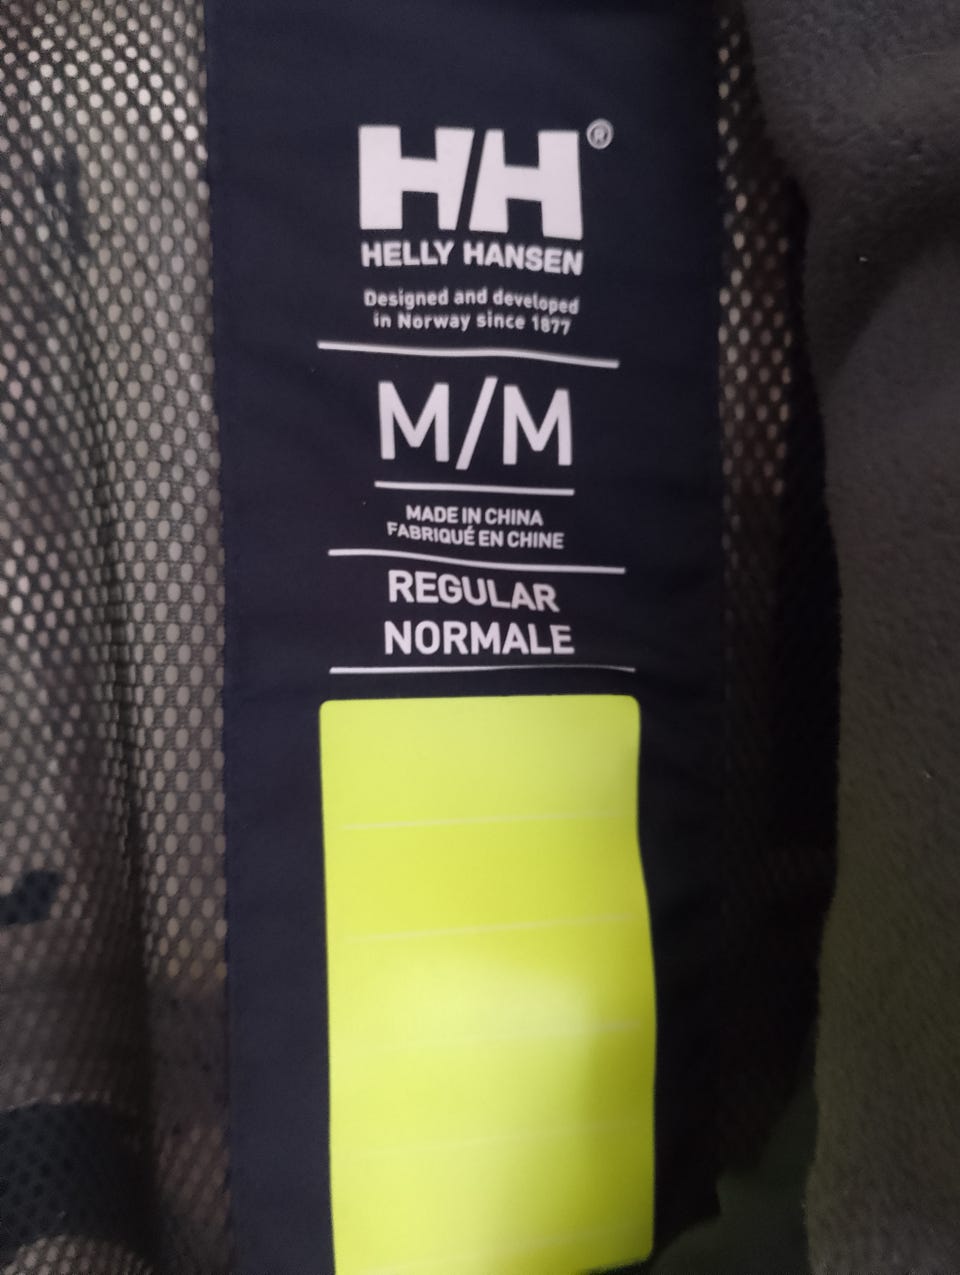 HH®
HELLY HANSEN
Designed and developed
in Norway since 1877
M/M
MADE IN CHINA
FABRIQUÉ EN CHINE
REGULAR
NORMALE